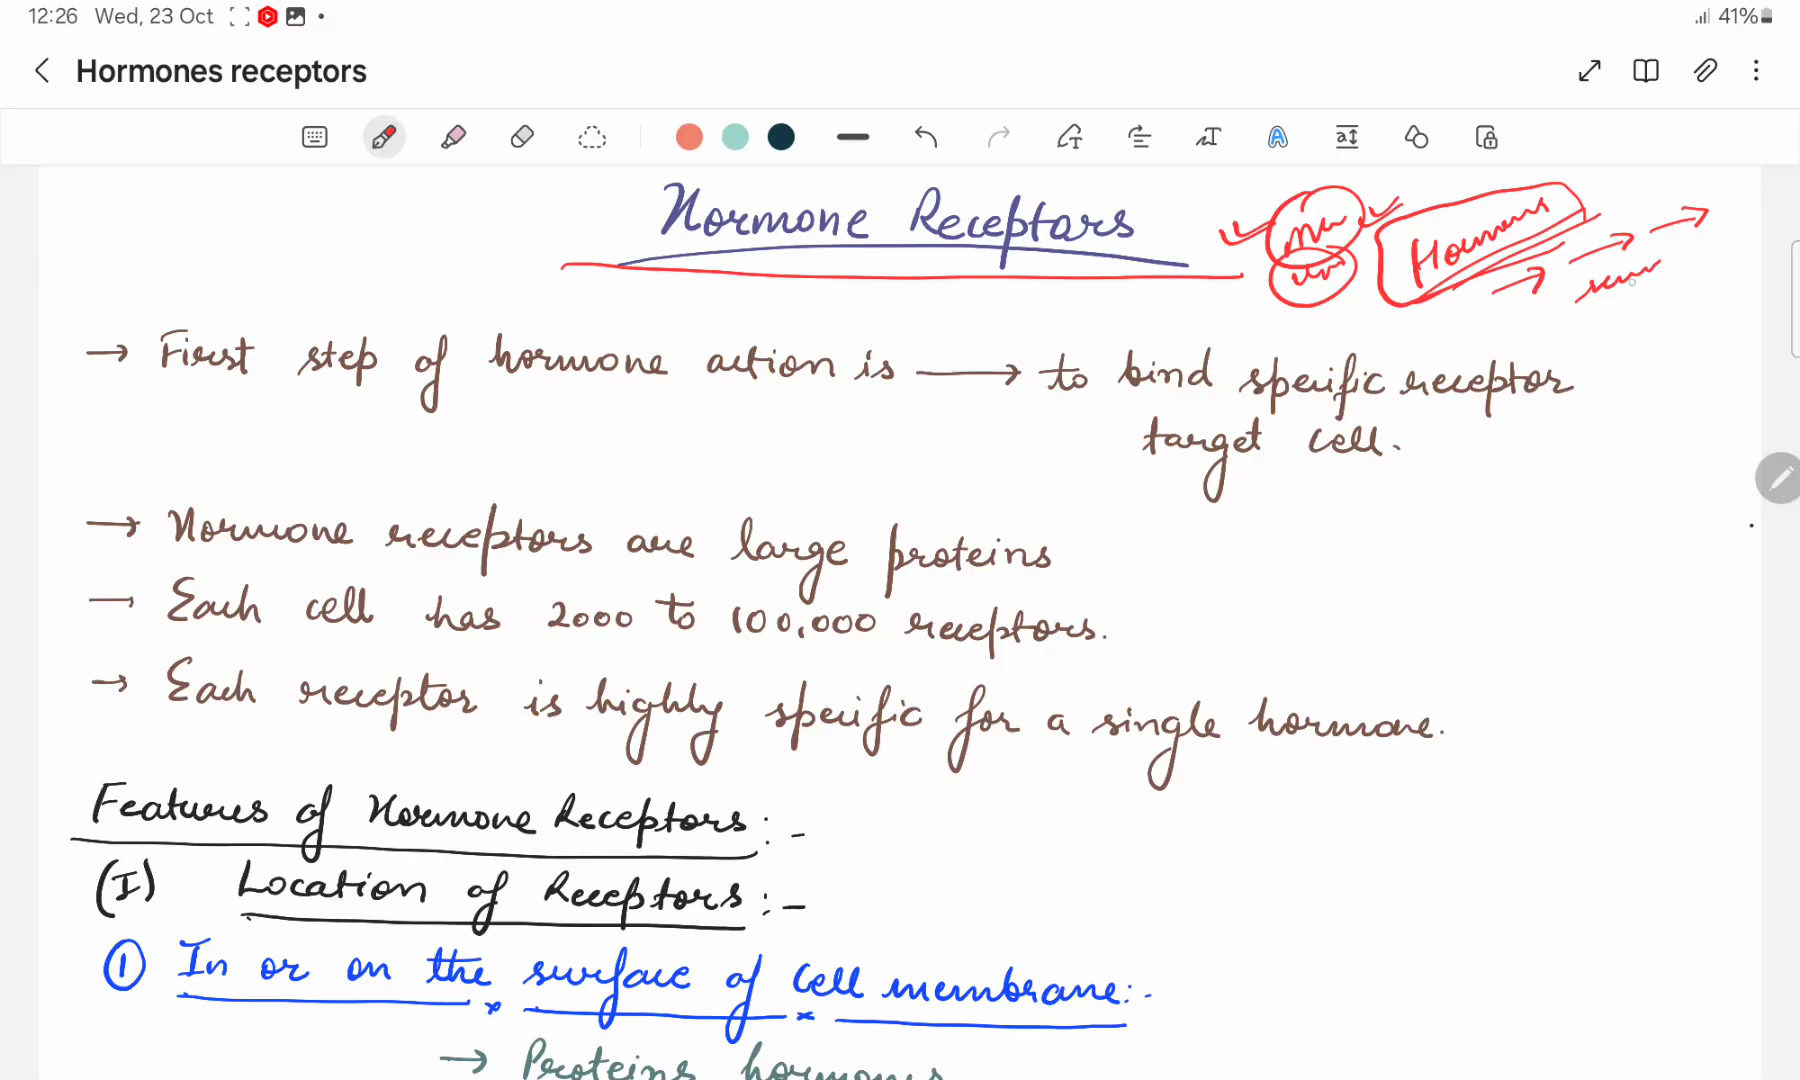 12:26 Wed, 23 Oct 41%
Hormones receptors
Hormone Receptors
Hormones
→ First step of hormone action is → to bind specific receptor
target cell.
→ Hormone receptors are large proteins
→ Each cell has 2000 to 100,000 receptors.
→ Each receptor is highly specific for a single hormone.
Features of Hormone Receptors :-
(I) Location of Receptors :-
① In or on the surface of cell membrane :-
→ Proteins hormones